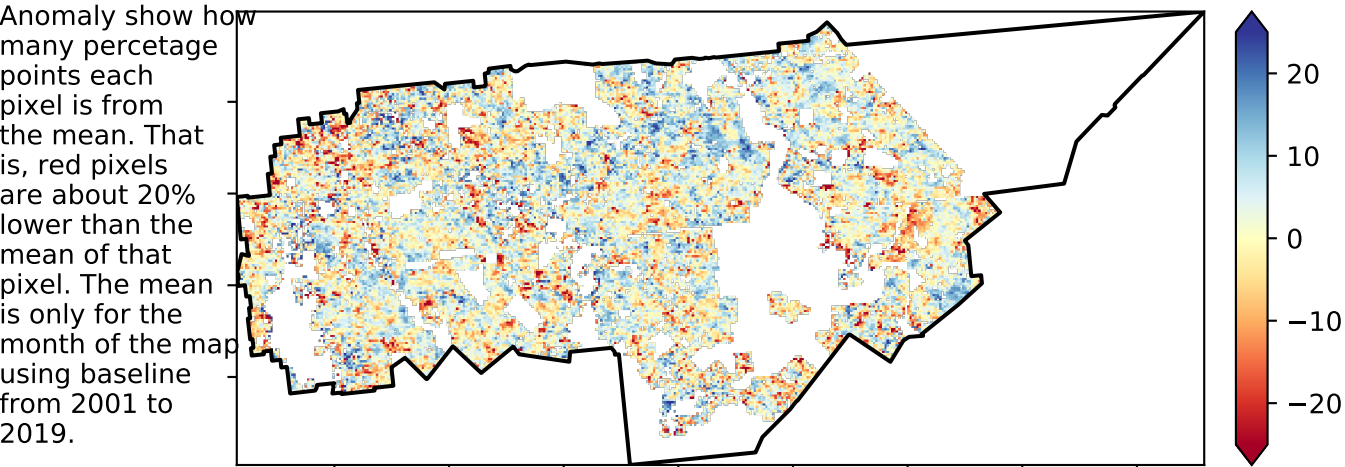 Anomaly show how
many percetage
points each
pixel is from
the mean. That
is, red pixels
are about 20%
lower than the
mean of that
pixel. The mean
is only for the
month of the map
using baseline
from 2001 to
2019.
20
10
0
−10
−20